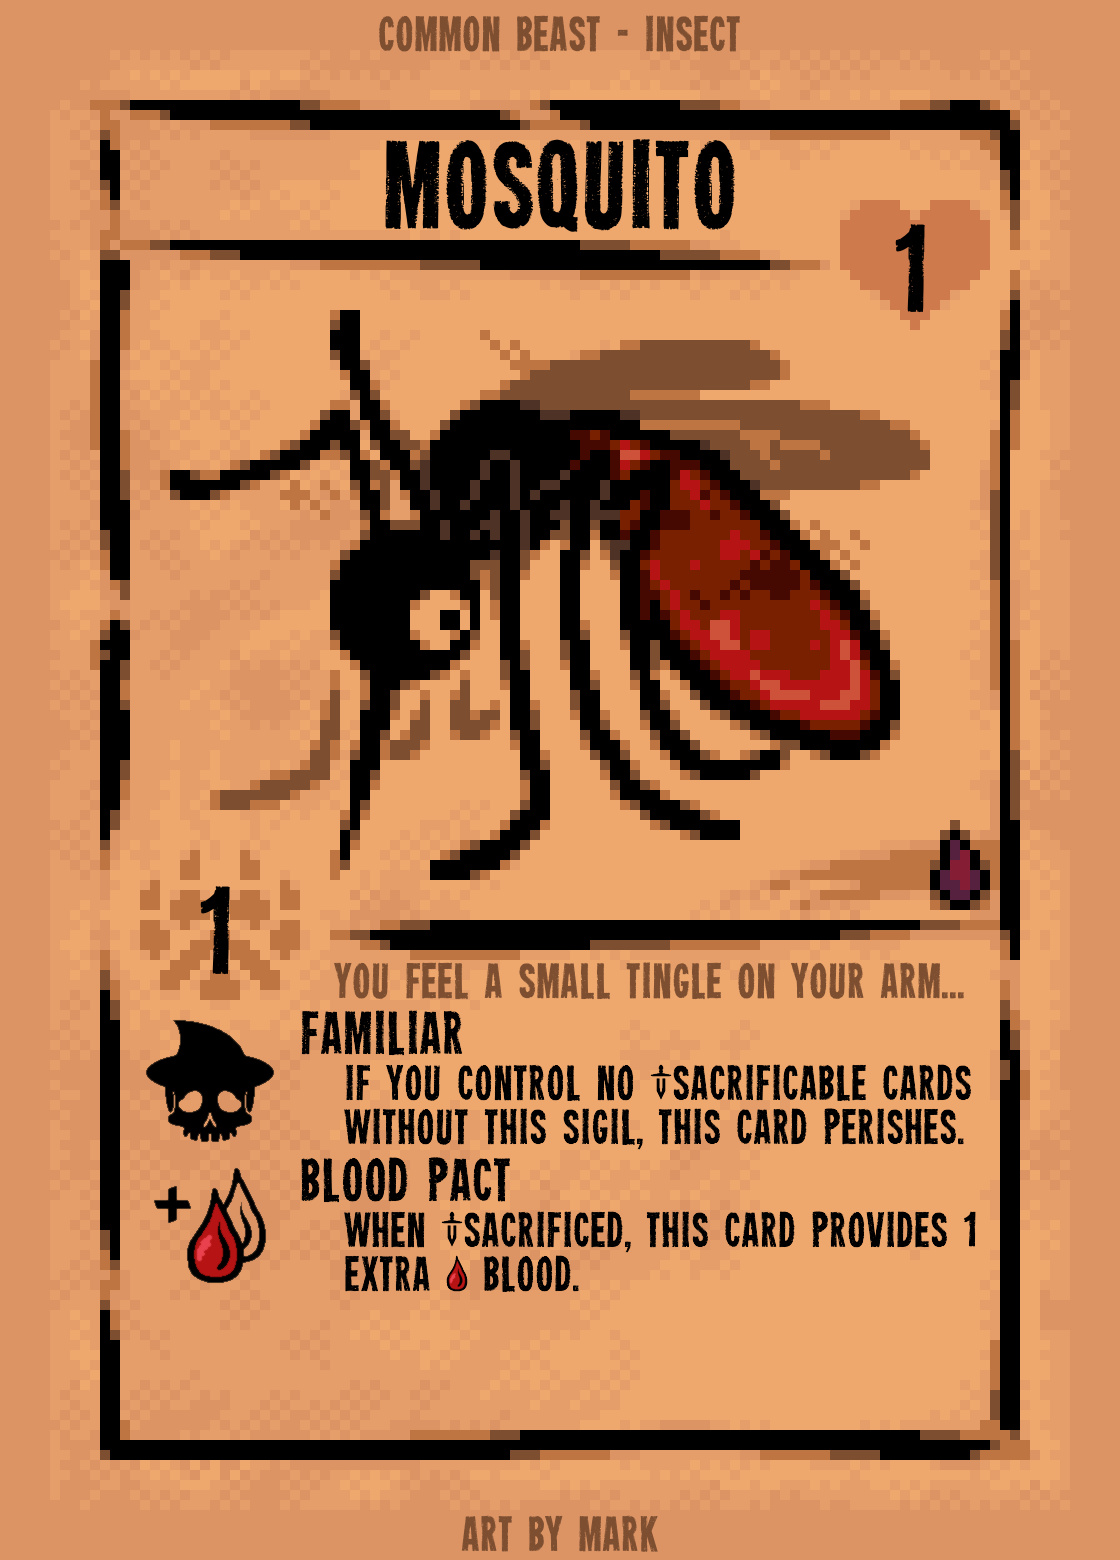 COMMON BEAST - INSECT
MOSQUITO
1
1
YOU FEEL A SMALL TINGLE ON YOUR ARM...
FAMILIAR
IF YOU CONTROL NO SACRIFICABLE CARDS
WITHOUT THIS SIGIL, THIS CARD PERISHES.
BLOOD PACT
WHEN SACRIFICED, THIS CARD PROVIDES 1
EXTRA BLOOD.
ART BY MARK